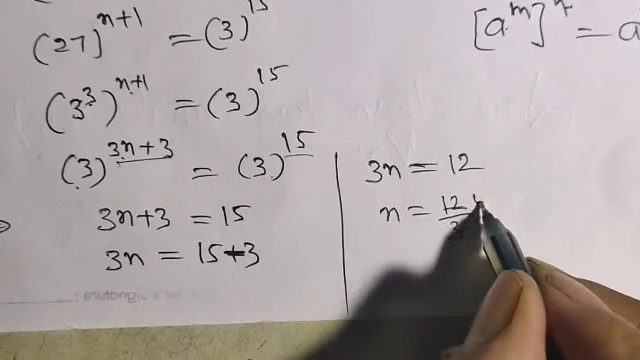 (27)^{n+1} = (3)^{15}
[a^m]^n = a
(3^3)^{n+1} = (3)^{15}
(3)^{3n+3} = (3)^{15}
3n+3 = 15
3n = 15-3
3n = 12
n = 12/3